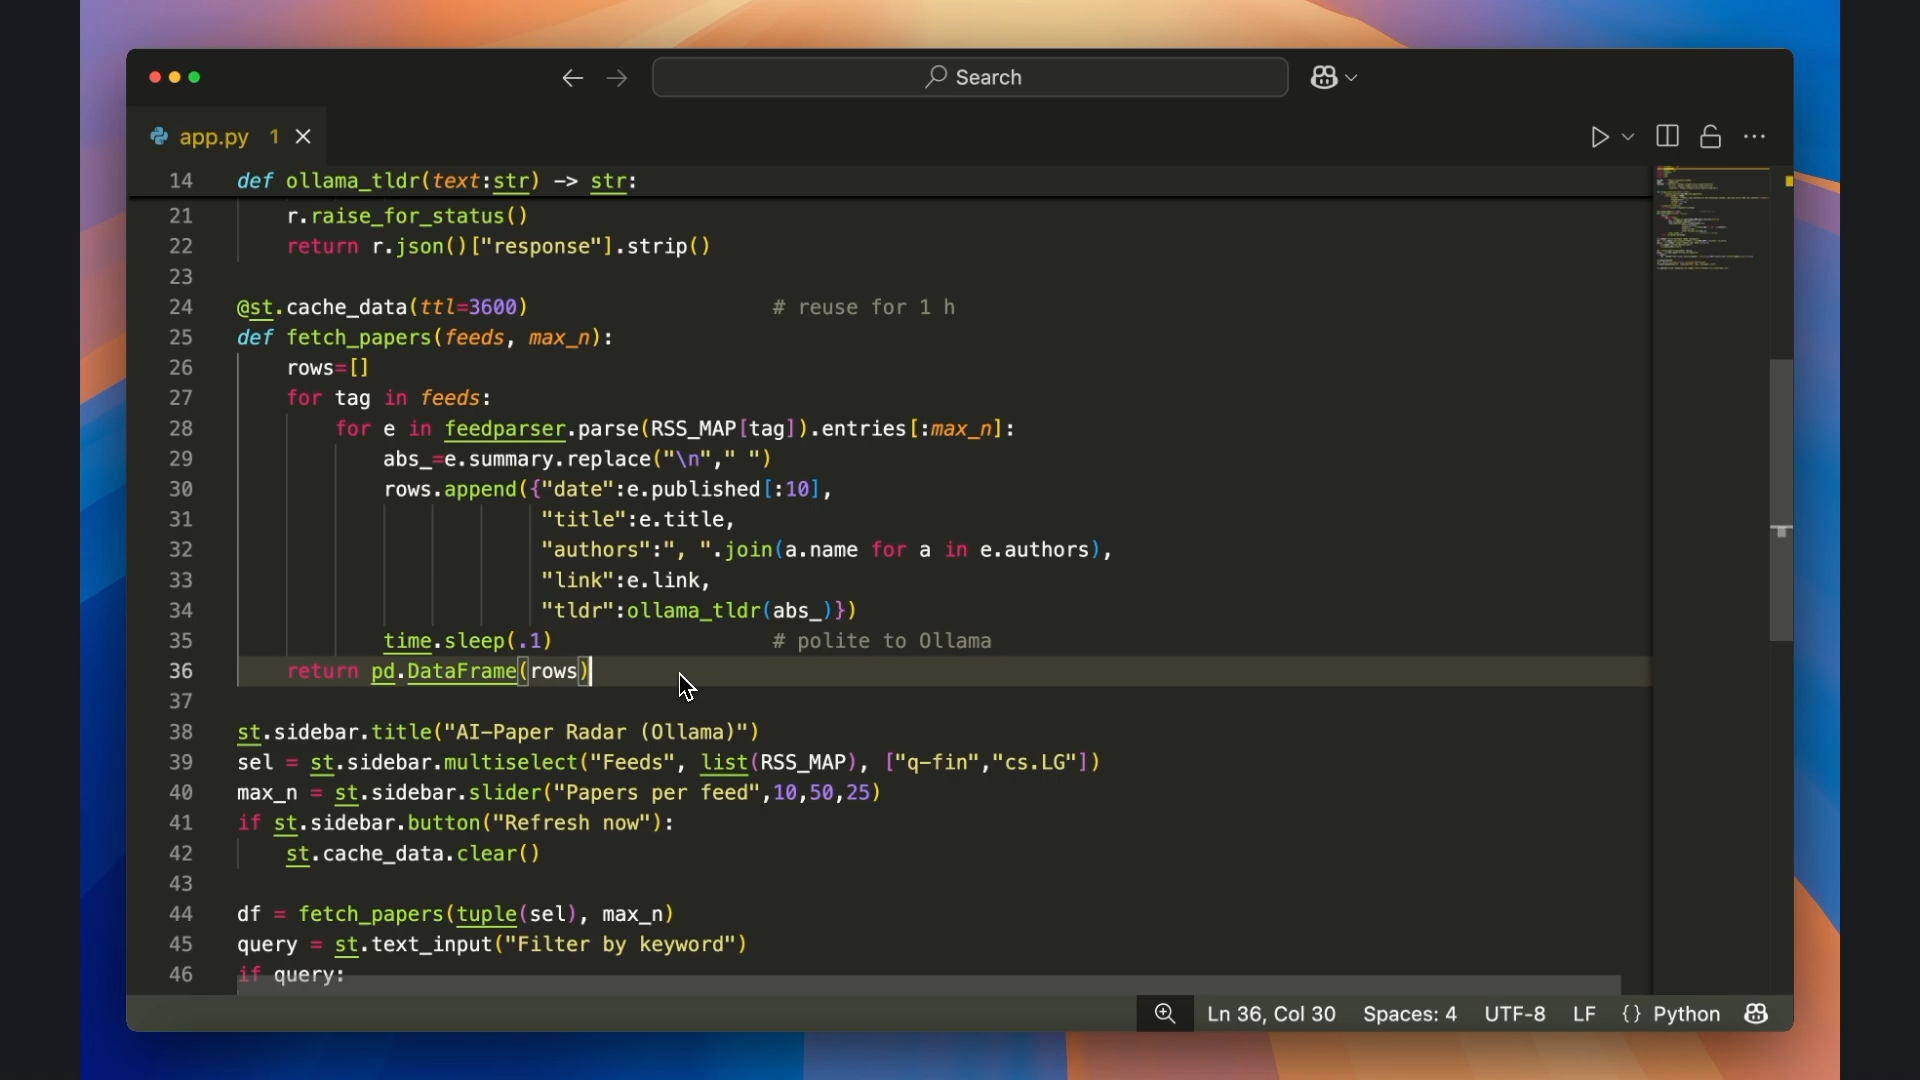 Search
app.py 1
14 def ollama_tldr(text:str) -> str:
21 r.raise_for_status()
22 return r.json()["response"].strip()
23
24 @st.cache_data(ttl=3600) # reuse for 1 h
25 def fetch_papers(feeds, max_n):
26 rows=[]
27 for tag in feeds:
28 for e in feedparser.parse(RSS_MAP[tag]).entries[:max_n]:
29 abs_=e.summary.replace("\n"," ")
30 rows.append({"date":e.published[:10],
31 "title":e.title,
32 "authors":", ".join(a.name for a in e.authors),
33 "link":e.link,
34 "tldr":ollama_tldr(abs_)})
35 time.sleep(.1) # polite to Ollama
36 return pd.DataFrame(rows)
37
38 st.sidebar.title("AI-Paper Radar (Ollama)")
39 sel = st.sidebar.multiselect("Feeds", list(RSS_MAP), ["q-fin","cs.LG"])
40 max_n = st.sidebar.slider("Papers per feed",10,50,25)
41 if st.sidebar.button("Refresh now"):
42 st.cache_data.clear()
43
44 df = fetch_papers(tuple(sel), max_n)
45 query = st.text_input("Filter by keyword")
46 if query:
Ln 36, Col 30 Spaces: 4 UTF-8 LF {} Python